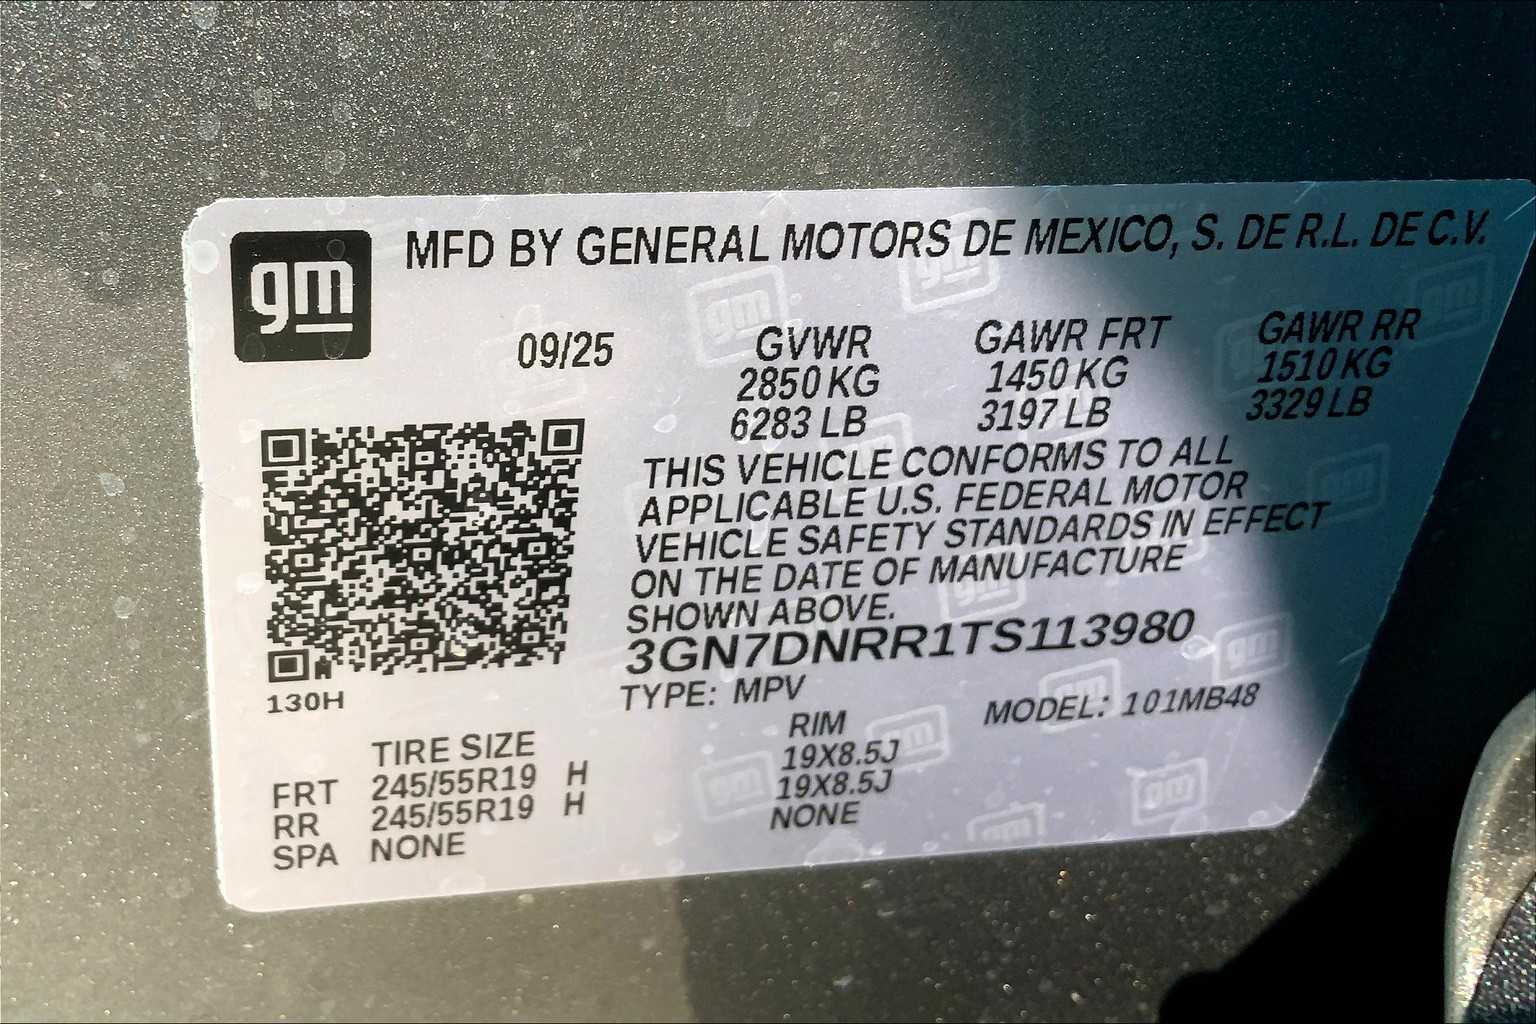 gm
MFD BY GENERAL MOTORS DE MEXICO, S. DE R.L. DE C.V.
09/25 GVWR GAWR FRT GAWR RR
2850 KG 1450 KG 1510 KG
6283 LB 3197 LB 3329 LB
THIS VEHICLE CONFORMS TO ALL
APPLICABLE U.S. FEDERAL MOTOR
VEHICLE SAFETY STANDARDS IN EFFECT
ON THE DATE OF MANUFACTURE
SHOWN ABOVE.
3GN7DNRR1TS113980
130H
TYPE: MPV MODEL: 101MB48
TIRE SIZE RIM
FRT 245/55R19 H 19X8.5J
RR 245/55R19 H 19X8.5J
SPA NONE NONE